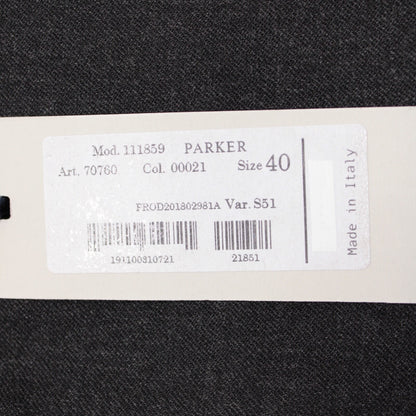 Mod. 111859 PARKER
Art. 70760 Col. 00021 Size 40
FROD201802981A Var. S51
191100310721 21851
Made in Italy